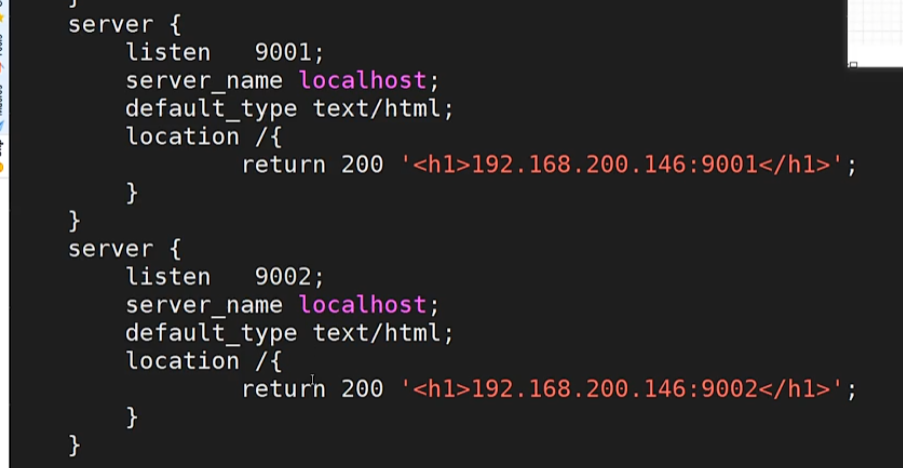 }
server {
listen 9001;
server_name localhost;
default_type text/html;
location /{
return 200 '<h1>192.168.200.146:9001</h1>';
}
}
server {
listen 9002;
server_name localhost;
default_type text/html;
location /{
return 200 '<h1>192.168.200.146:9002</h1>';
}
}